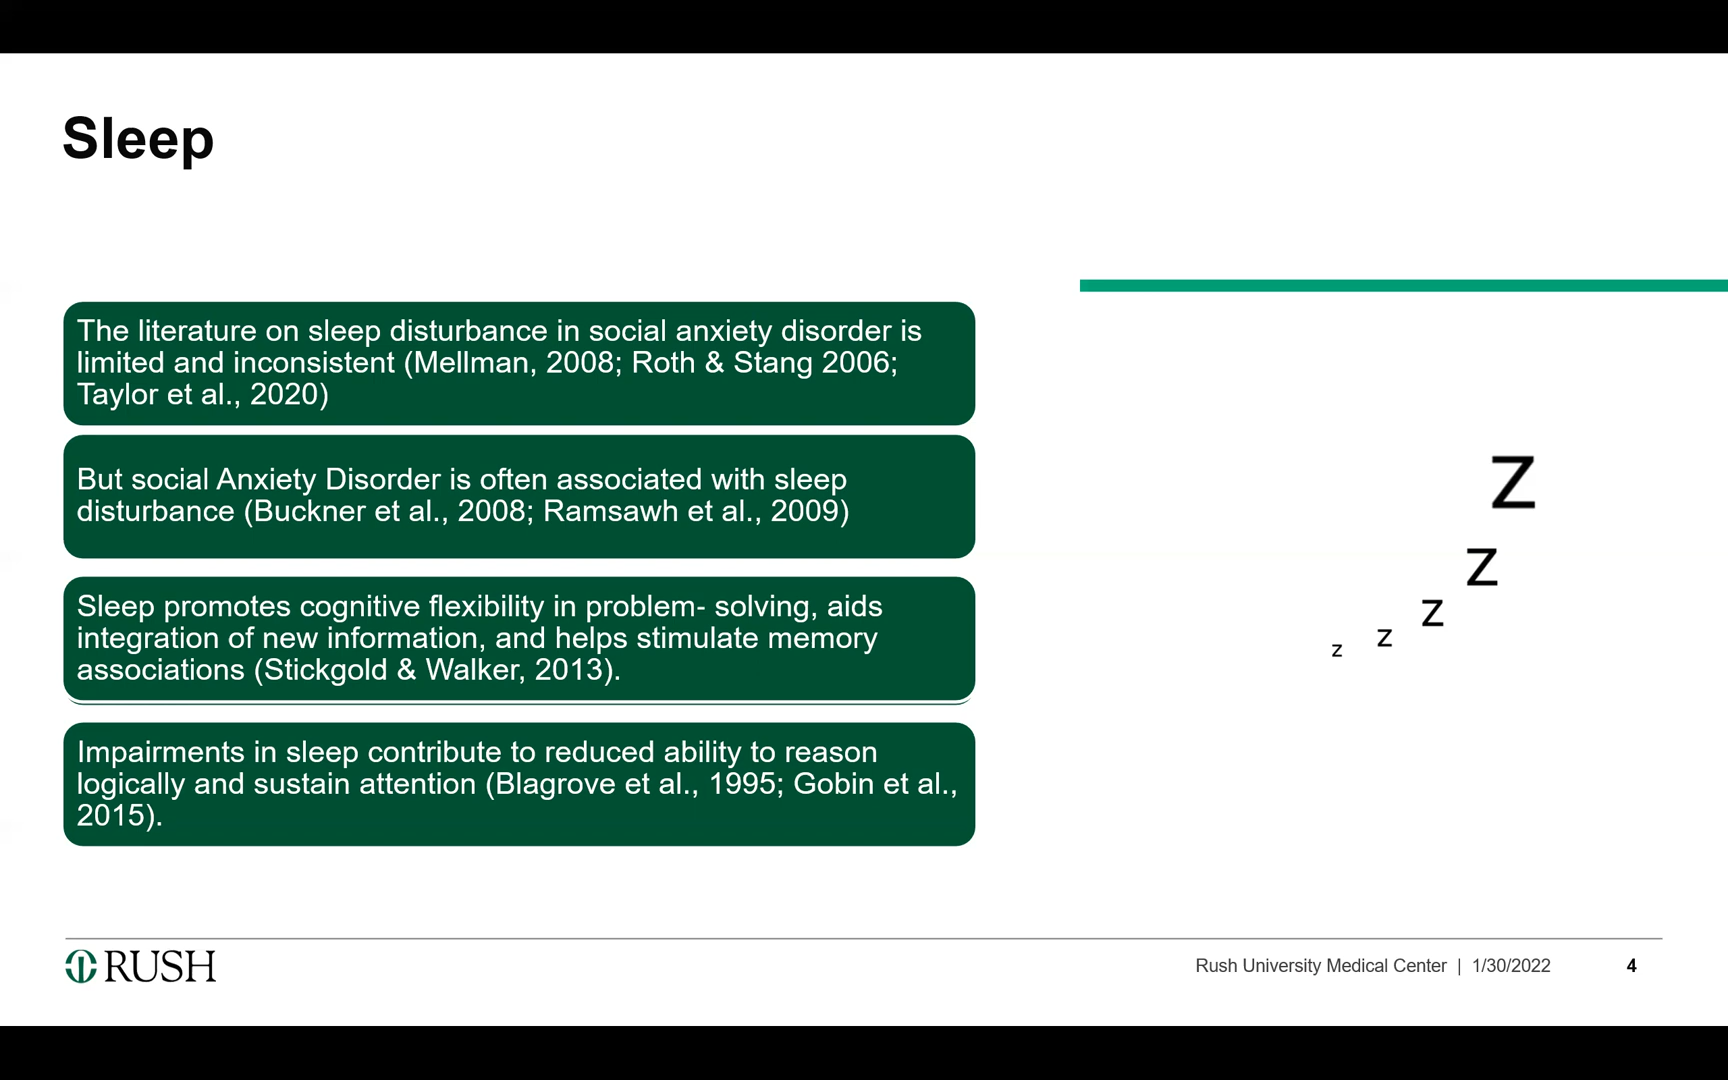 Sleep
The literature on sleep disturbance in social anxiety disorder is
limited and inconsistent (Mellman, 2008; Roth & Stang 2006;
Taylor et al., 2020)
But social Anxiety Disorder is often associated with sleep
disturbance (Buckner et al., 2008; Ramsawh et al., 2009)
Sleep promotes cognitive flexibility in problem- solving, aids
integration of new information, and helps stimulate memory
associations (Stickgold & Walker, 2013).
Impairments in sleep contribute to reduced ability to reason
logically and sustain attention (Blagrove et al., 1995; Gobin et al.,
2015).
z z z z z
RUSH
Rush University Medical Center | 1/30/2022 4